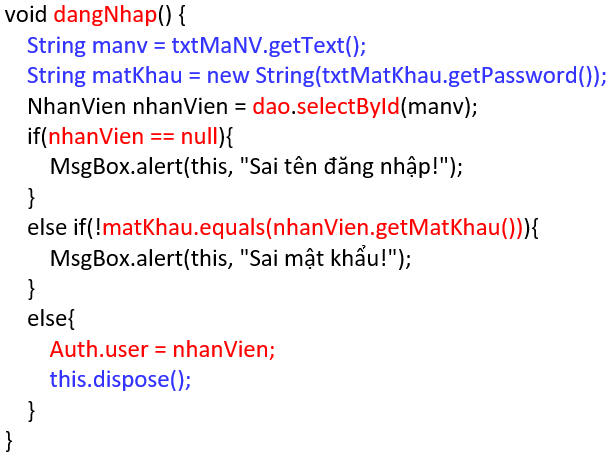 void dangNhap() {
String manv = txtMaNV.getText();
String matKhau = new String(txtMatKhau.getPassword());
NhanVien nhanVien = dao.selectById(manv);
if(nhanVien == null){
MsgBox.alert(this, "Sai tên đăng nhập!");
}
else if(!matKhau.equals(nhanVien.getMatKhau())){
MsgBox.alert(this, "Sai mật khẩu!");
}
else{
Auth.user = nhanVien;
this.dispose();
}
}